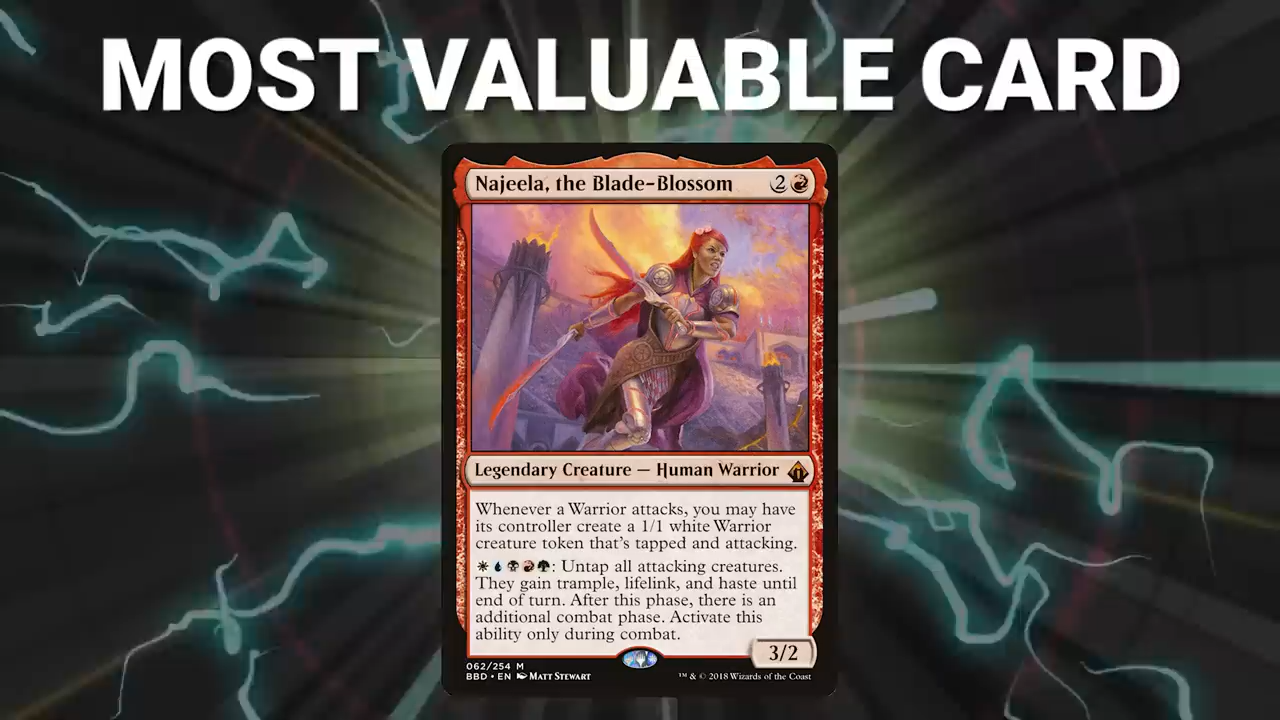 MOST VALUABLE CARD
Najeela, the Blade-Blossom 2
Legendary Creature — Human Warrior
Whenever a Warrior attacks, you may have
its controller create a 1/1 white Warrior
creature token that's tapped and attacking.
: Untap all attacking creatures.
They gain trample, lifelink, and haste until
end of turn. After this phase, there is an
additional combat phase. Activate this
ability only during combat.
3/2
062/254 M
BBD • EN MATT STEWART
™ & © 2018 Wizards of the Coast